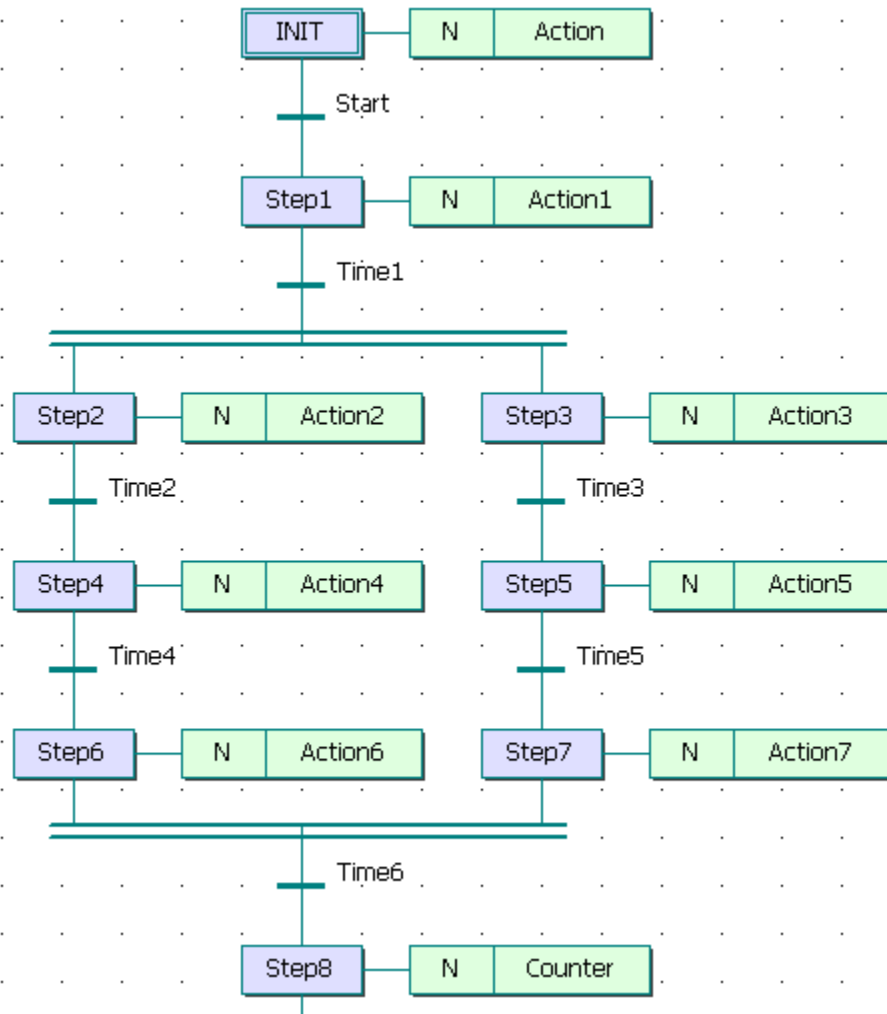 INIT N Action
Start
Step1 N Action1
Time1
Step2 N Action2 Step3 N Action3
Time2 Time3
Step4 N Action4 Step5 N Action5
Time4 Time5
Step6 N Action6 Step7 N Action7
Time6
Step8 N Counter